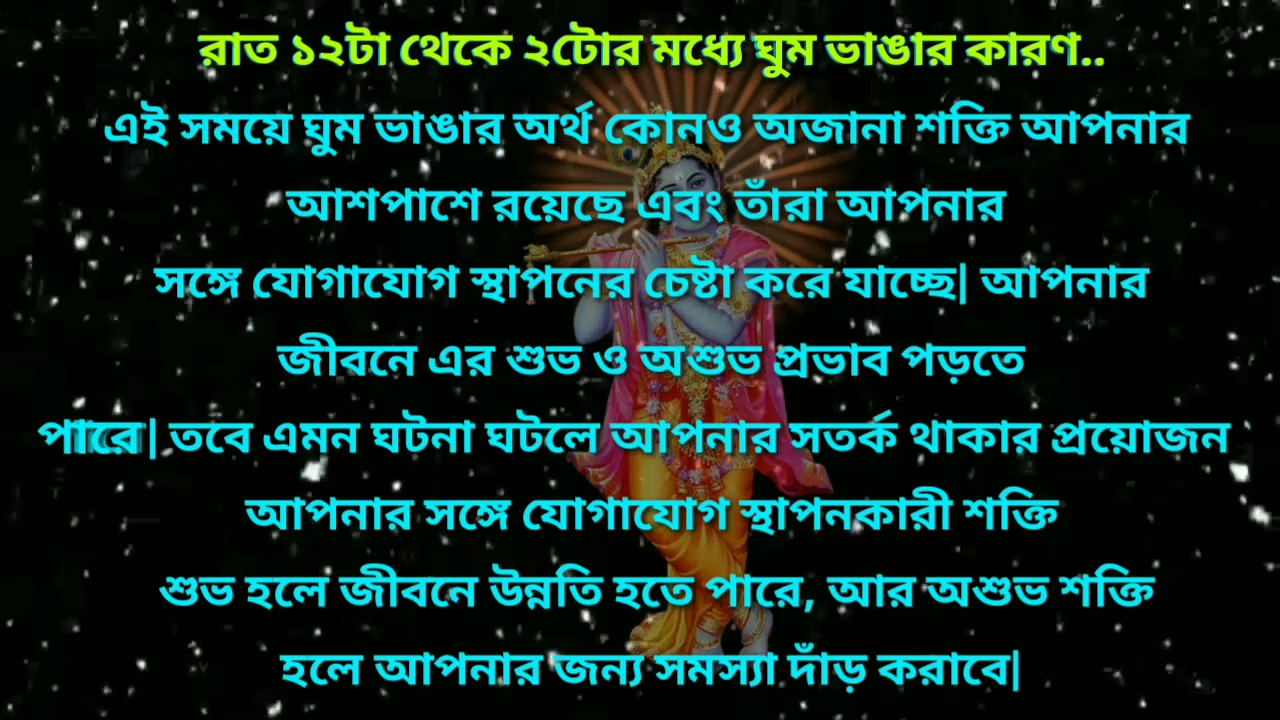 রাত ১২টা থেকে ২টোর মধ্যে ঘুম ভাঙার কারণ..
এই সময়ে ঘুম ভাঙার অর্থ কোনও অজানা শক্তি আপনার
আশপাশে রয়েছে এবং তাঁরা আপনার
সঙ্গে যোগাযোগ স্থাপনের চেষ্টা করে যাচ্ছে| আপনার
জীবনে এর শুভ ও অশুভ প্রভাব পড়তে
পারে| তবে এমন ঘটনা ঘটলে আপনার সতর্ক থাকার প্রয়োজন
আপনার সঙ্গে যোগাযোগ স্থাপনকারী শক্তি
শুভ হলে জীবনে উন্নতি হতে পারে, আর অশুভ শক্তি
হলে আপনার জন্য সমস্যা দাঁড় করাবে|